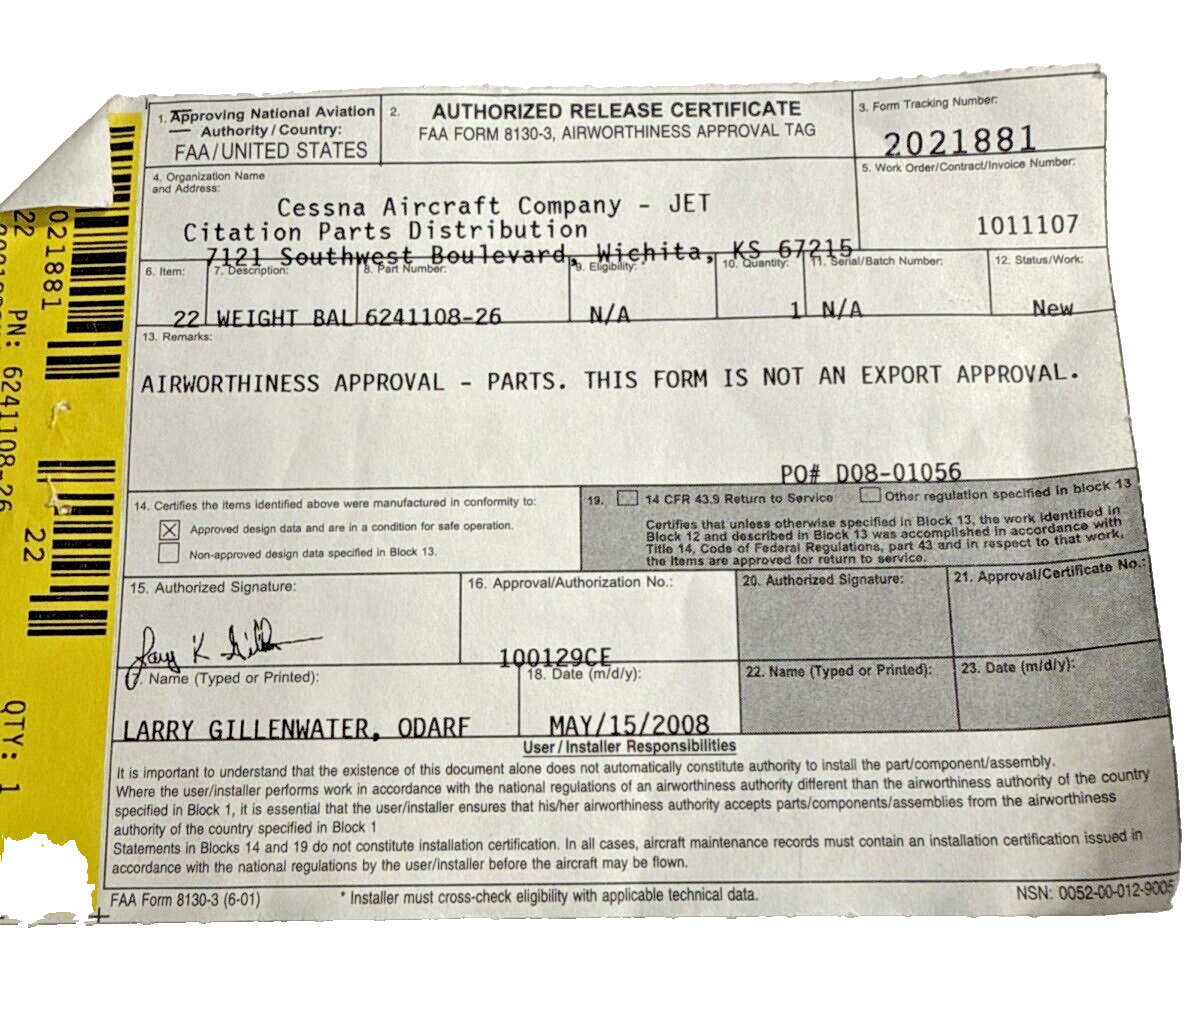 1. Approving National Aviation
Authority / Country:
FAA/UNITED STATES
2. AUTHORIZED RELEASE CERTIFICATE
FAA FORM 8130-3, AIRWORTHINESS APPROVAL TAG
3. Form Tracking Number:
2021881
4. Organization Name
and Address:
Cessna Aircraft Company - JET
Citation Parts Distribution
7121 Southwest Boulevard, Wichita, KS 67215
5. Work Order/Contract/Invoice Number:
1011107
6. Item: 7. Description: 8. Part Number: 9. Eligibility:* 10. Quantity: 11. Serial/Batch Number: 12. Status/Work:
22 WEIGHT BAL 6241108-26 N/A 1 N/A New
13. Remarks:
AIRWORTHINESS APPROVAL - PARTS. THIS FORM IS NOT AN EXPORT APPROVAL.
PO# D08-01056
14. Certifies the items identified above were manufactured in conformity to:
Approved design data and are in a condition for safe operation.
Non-approved design data specified in Block 13.
19. 14 CFR 43.9 Return to Service Other regulation specified in block 13
Certifies that unless otherwise specified in Block 13, the work identified in
Block 12 and described in Block 13 was accomplished in accordance with
Title 14, Code of Federal Regulations, part 43 and in respect to that work,
the items are approved for return to service.
15. Authorized Signature:
16. Approval/Authorization No.:
100129CE
20. Authorized Signature:
21. Approval/Certificate No.:
Name (Typed or Printed):
LARRY GILLENWATER, ODARF
18. Date (m/d/y):
MAY/15/2008
22. Name (Typed or Printed):
23. Date (m/d/y):
User/Installer Responsibilities
It is important to understand that the existence of this document alone does not automatically constitute authority to install the part/component/assembly.
Where the user/installer performs work in accordance with the national regulations of an airworthiness authority different than the airworthiness authority of the country
specified in Block 1, it is essential that the user/installer ensures that his/her airworthiness authority accepts parts/components/assemblies from the airworthiness
authority of the country specified in Block 1
Statements in Blocks 14 and 19 do not constitute installation certification. In all cases, aircraft maintenance records must contain an installation certification issued in
accordance with the national regulations by the user/installer before the aircraft may be flown.
FAA Form 8130-3 (6-01) * Installer must cross-check eligibility with applicable technical data. NSN: 0052-00-012-9005
021881
22
22
PN: 6241108-26
QTY: 1